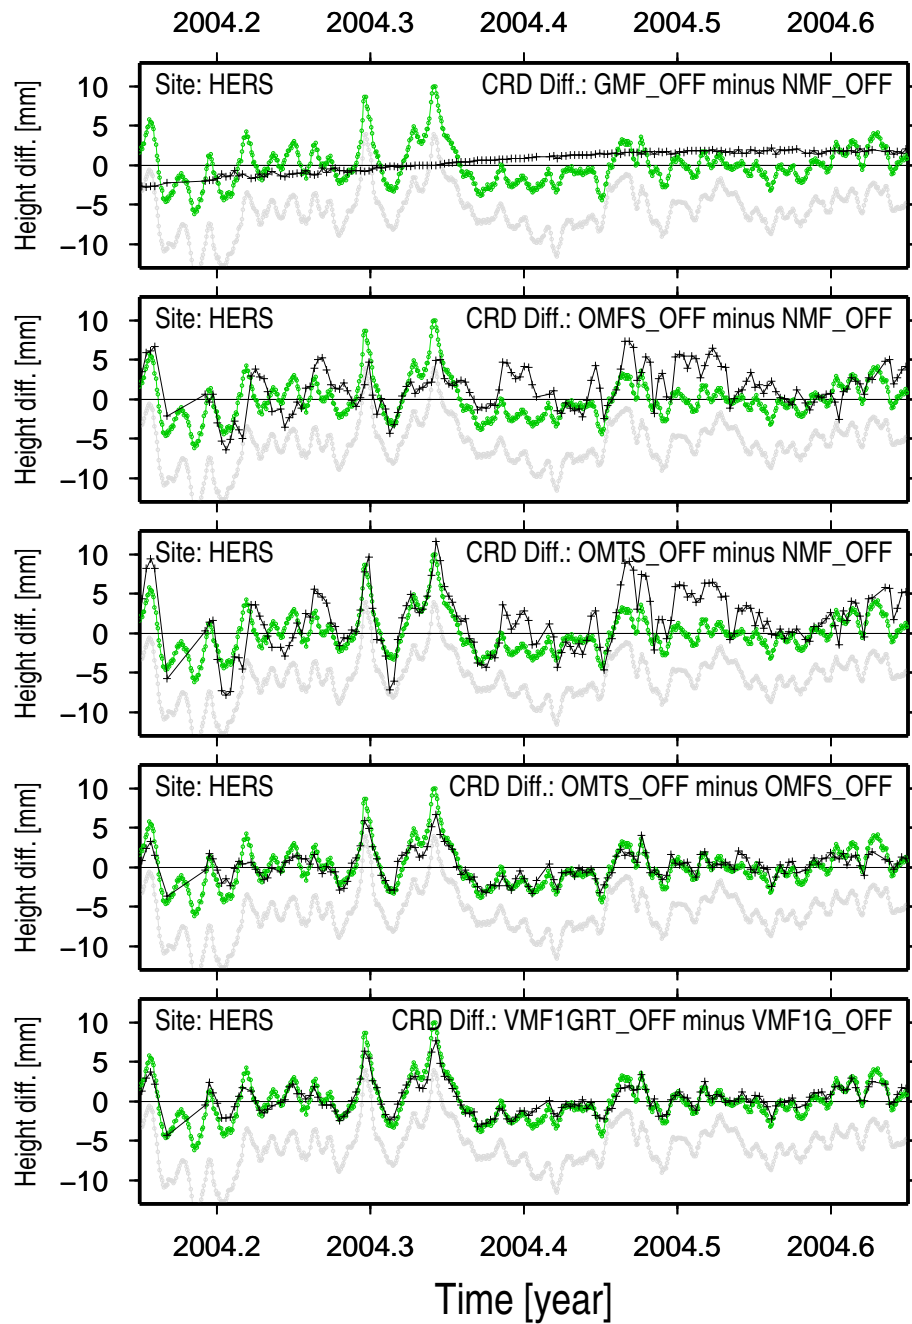 2004.2 2004.3 2004.4 2004.5 2004.6
Site: HERS CRD Diff.: GMF_OFF minus NMF_OFF
10
5
0
−5
−10
Height diff. [mm]
Site: HERS CRD Diff.: OMFS_OFF minus NMF_OFF
10
5
0
−5
−10
Height diff. [mm]
Site: HERS CRD Diff.: OMTS_OFF minus NMF_OFF
10
5
0
−5
−10
Height diff. [mm]
Site: HERS CRD Diff.: OMTS_OFF minus OMFS_OFF
10
5
0
−5
−10
Height diff. [mm]
Site: HERS CRD Diff.: VMF1GRT_OFF minus VMF1G_OFF
10
5
0
−5
−10
Height diff. [mm]
2004.2 2004.3 2004.4 2004.5 2004.6
Time [year]